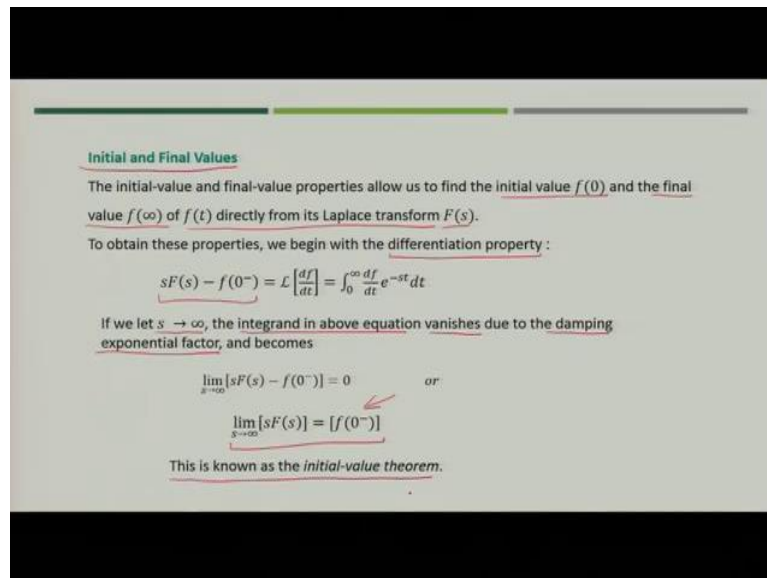 Initial and Final Values
The initial-value and final-value properties allow us to find the initial value f(0) and the final
value f(∞) of f(t) directly from its Laplace transform F(s).
To obtain these properties, we begin with the differentiation property :
sF(s) − f(0⁻) = ℒ[df/dt] = ∫₀^∞ df/dt e^(−st) dt
If we let s → ∞, the integrand in above equation vanishes due to the damping
exponential factor, and becomes
lim_(s→∞)[sF(s) − f(0⁻)] = 0 or
lim_(s→∞)[sF(s)] = [f(0⁻)]
This is known as the initial-value theorem.